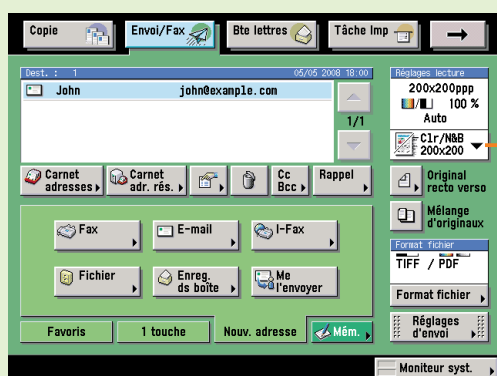 Copie
Envoi/Fax
Bte lettres
Tâche Imp
Dest. : 1
05/05 2008 18:00
John john@example.com
1/1
Carnet
adresses
Carnet
adr. rés.
Cc
Bcc
Rappel
Fax
E-mail
I-Fax
Fichier
Enreg.
ds boîte
Me
l'envoyer
Favoris
1 touche
Nouv. adresse
Mém.
Réglages lecture
200x200ppp
100 %
Auto
Clr/N&B
200x200
Original
recto verso
Mélange
d'originaux
Format fichier
TIFF / PDF
Format fichier
Réglages
d'envoi
Moniteur syst.